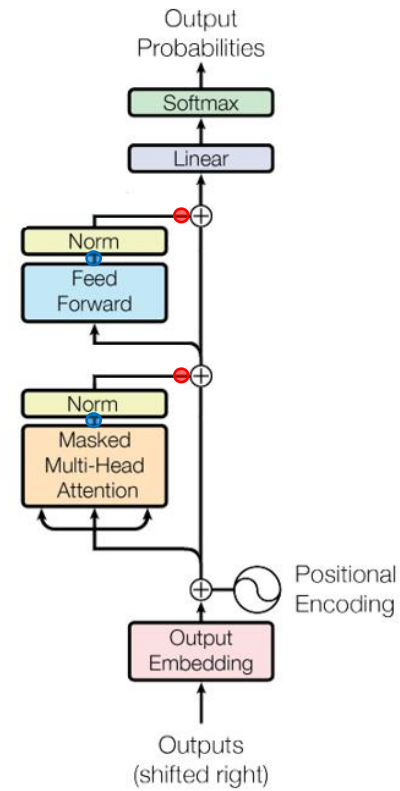 Output
Probabilities
Softmax
Linear
Norm
Feed
Forward
Norm
Masked
Multi-Head
Attention
Positional
Encoding
Output
Embedding
Outputs
(shifted right)